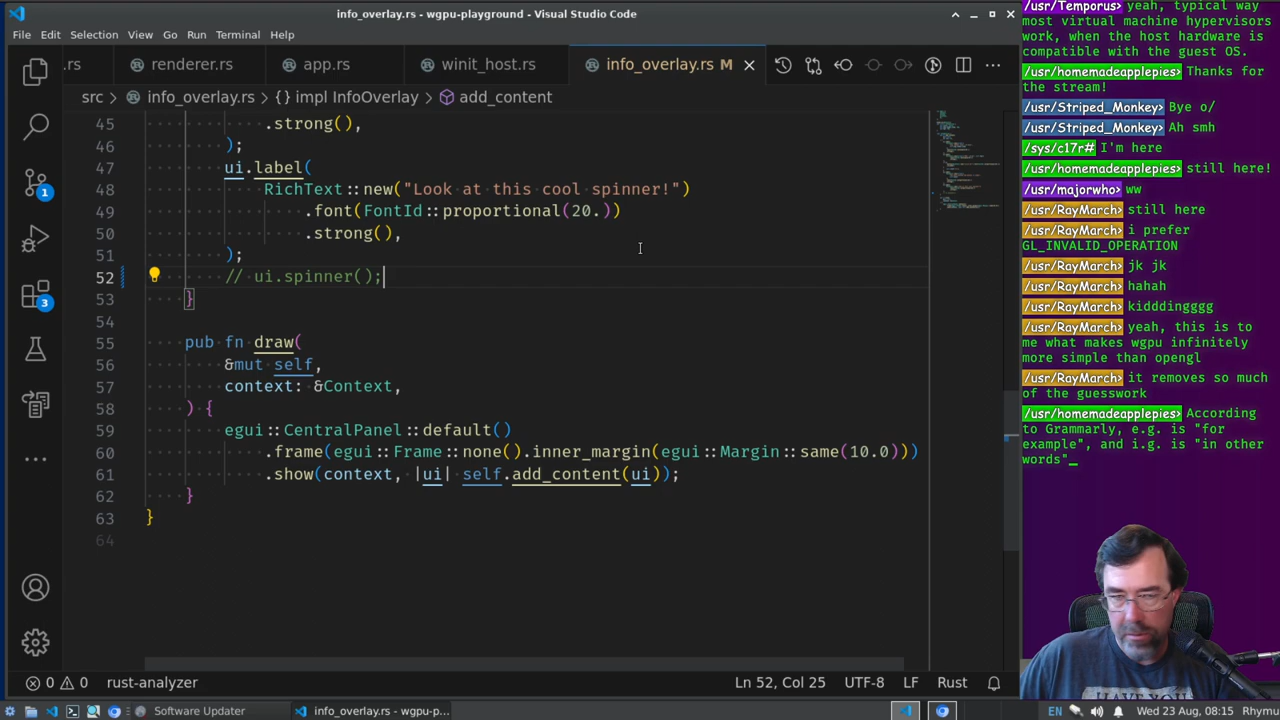 info_overlay.rs - wgpu-playground - Visual Studio Code
File Edit Selection View Go Run Terminal Help
.rs renderer.rs app.rs winit_host.rs info_overlay.rs M
src > info_overlay.rs > {} impl InfoOverlay > add_content
45 .strong(),
46 );
47 ui.label(
48 RichText::new("Look at this cool spinner!")
49 .font(FontId::proportional(20.))
50 .strong(),
51 );
52 // ui.spinner();
53 }
54
55 pub fn draw(
56 &mut self,
57 context: &Context,
58 ) {
59 egui::CentralPanel::default()
60 .frame(egui::Frame::none().inner_margin(egui::Margin::same(10.0)))
61 .show(context, |ui| self.add_content(ui));
62 }
63 }
64
1
3
0 0 rust-analyzer Ln 52, Col 25 UTF-8 LF Rust
Software Updater info_overlay.rs - wgpu-p... EN Wed 23 Aug, 08:15 Rhymu
/usr/Temporus> yeah, typical way
most virtual machine hypervisors
work, when the host hardware is
compatible with the guest OS.
/usr/homemadeapplepies> Thanks for
the stream!
/usr/Striped_Monkey> Bye o/
/usr/Striped_Monkey> Ah smh
/sys/c17r# I'm here
/usr/homemadeapplepies> still here!
/usr/majorwho> ww
/usr/RayMarch> still here
/usr/RayMarch> i prefer
GL_INVALID_OPERATION
/usr/RayMarch> jk jk
/usr/RayMarch> hahah
/usr/RayMarch> kidddingggg
/usr/RayMarch> yeah, this is to
me what makes wgpu infinitely
more simple than opengl
/usr/RayMarch> it removes so much
of the guesswork
/usr/homemadeapplepies> According
to Grammarly, e.g. is "for
example", and i.g. is "in other
words"_
HAVE YOU